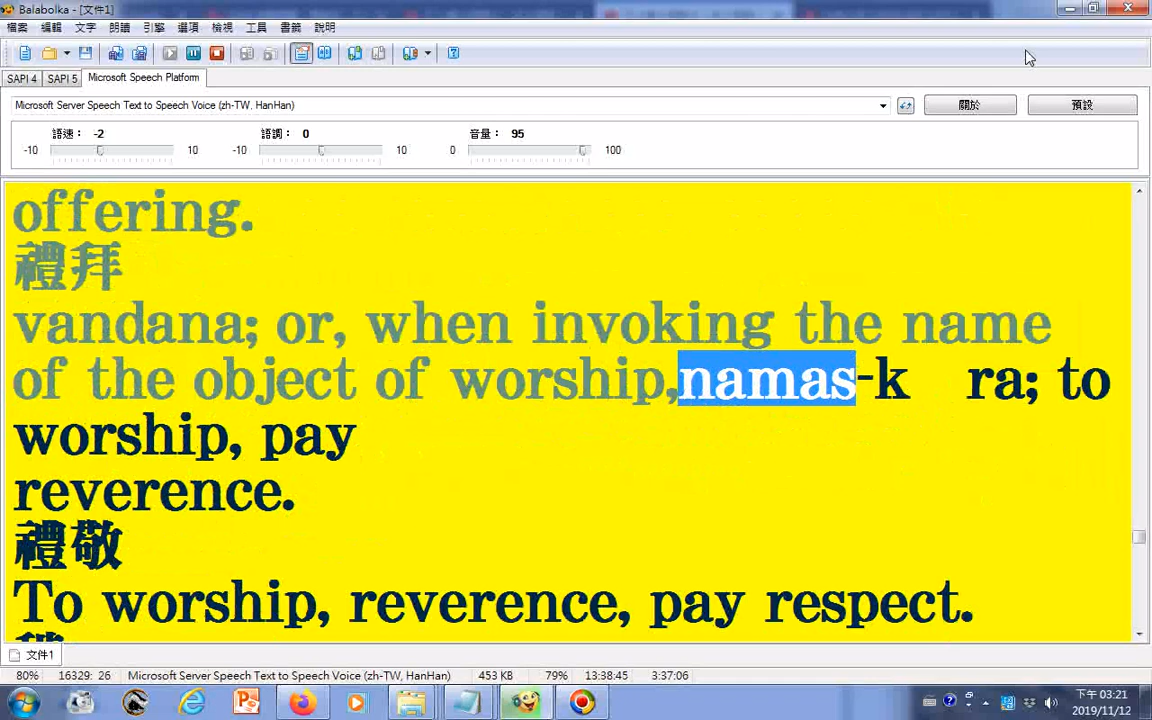 Balabolka - [文件1]
檔案 編輯 文字 朗讀 引擎 選項 檢視 工具 書籤 說明
SAPI 4 SAPI 5 Microsoft Speech Platform
Microsoft Server Speech Text to Speech Voice (zh-TW, HanHan) 關於 預設
語速： -2 語調： 0 音量： 95
-10 10 -10 10 0 100
offering.
禮拜
vandana; or, when invoking the name
of the object of worship,namas-k ra; to
worship, pay
reverence.
禮敬
To worship, reverence, pay respect.
文件1
80% 16329: 26 Microsoft Server Speech Text to Speech Voice (zh-TW, HanHan) 453 KB 79% 13:38:45 3:37:06
下午 03:21
2019/11/12